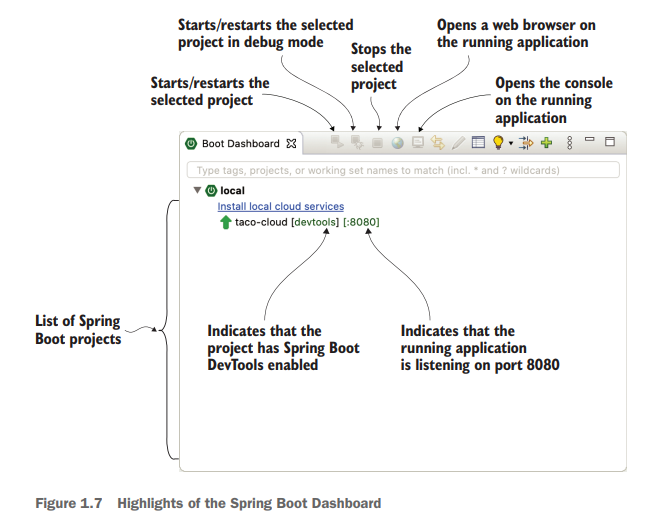 Starts/restarts the selected
project in debug mode
Opens a web browser on
the running application
Stops the
selected
project
Starts/restarts the
selected project
Opens the console
on the running
application
Boot Dashboard
Type tags, projects, or working set names to match (incl. * and ? wildcards)
local
Install local cloud services
taco-cloud [devtools] [:8080]
List of Spring
Boot projects
Indicates that the
project has Spring Boot
DevTools enabled
Indicates that the
running application
is listening on port 8080
Figure 1.7 Highlights of the Spring Boot Dashboard